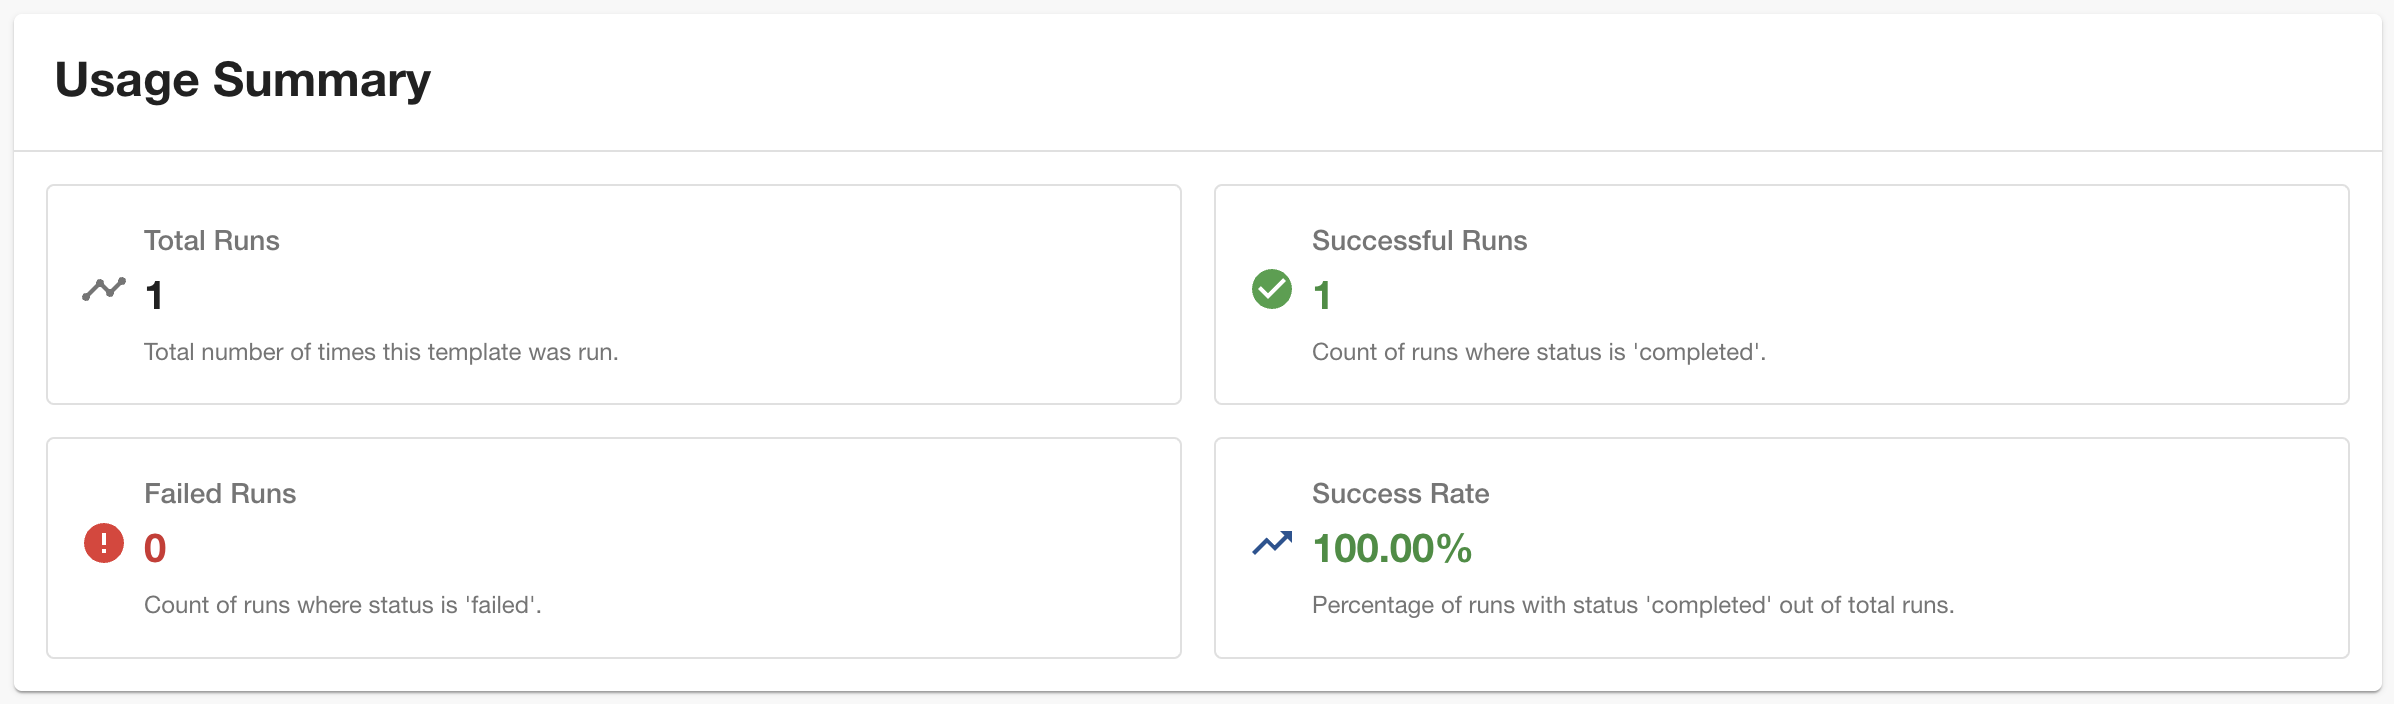 Usage Summary
Total Runs
1
Total number of times this template was run.
Successful Runs
1
Count of runs where status is 'completed'.
Failed Runs
0
Count of runs where status is 'failed'.
Success Rate
100.00%
Percentage of runs with status 'completed' out of total runs.